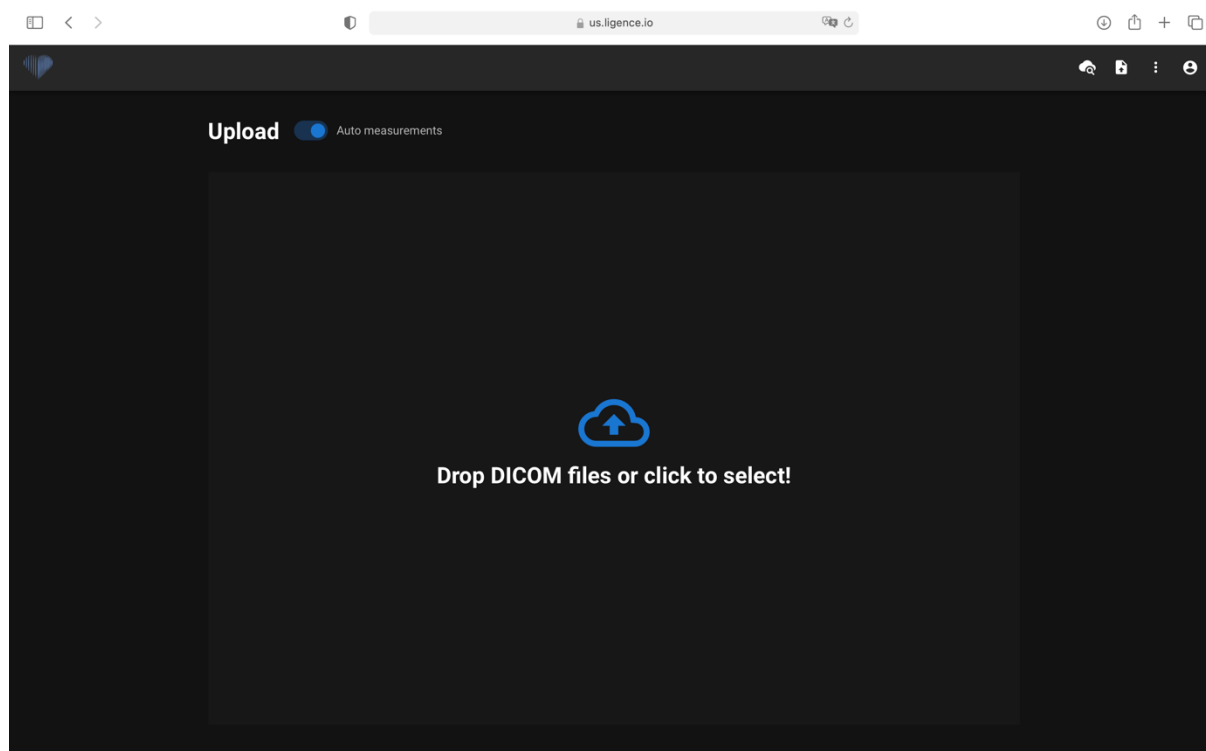 us.ligence.io
Upload Auto measurements
Drop DICOM files or click to select!